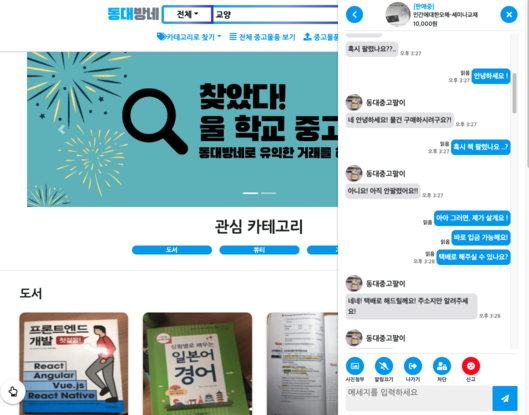 동대방네
전체
교양
카테고리로 찾기
전체 중고물품 보기
중고물품
찾았다!
울 학교 중고
동대방네로 유익한 거래를
관심 카테고리
도서
뷰티
도서
프론트엔드
개발 첫걸음!
React
Angular
Vue.js
React Native
상황별로 배우는
일본어
경어
[판매중]
인간에대한오해-세미나교재
10,000원
혹시 팔렸나요??..
오후 3:27
읽음
오후 3:27
안녕하세요 !
동대중고팔이
네 안녕하세요! 물건 구매하시려구요?!
오후 3:27
읽음
오후 3:27
혹시 책 팔렸나요 ..?
동대중고팔이
아니요! 아직 안팔렸어요!!
오후 3:27
읽음
아아 그러면, 제가 살게요 !
읽음
바로 입금 가능해요!
읽음
오후 3:28
택배로 해주실 수 있나요?
동대중고팔이
네네! 택배로 해드릴께요! 주소지만 알려주세
요!
오후 3:28
동대중고팔이
사진첨부
알림끄기
나가기
차단
신고
메세지를 입력하세요